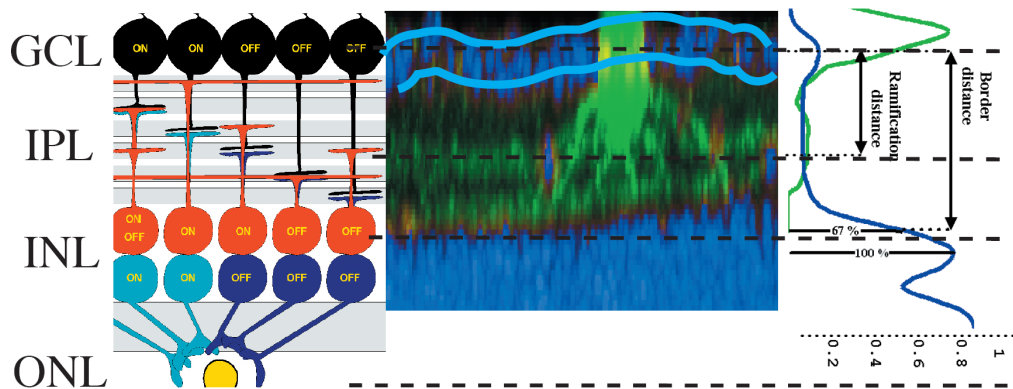 GCL
ON ON OFF OFF OFF
IPL
ON
OFF
ON ON OFF OFF
INL
ON ON OFF OFF OFF
ONL
Ramification
distance
Border
distance
67 %
100 %
0.2 0.4 0.6 0.8 1